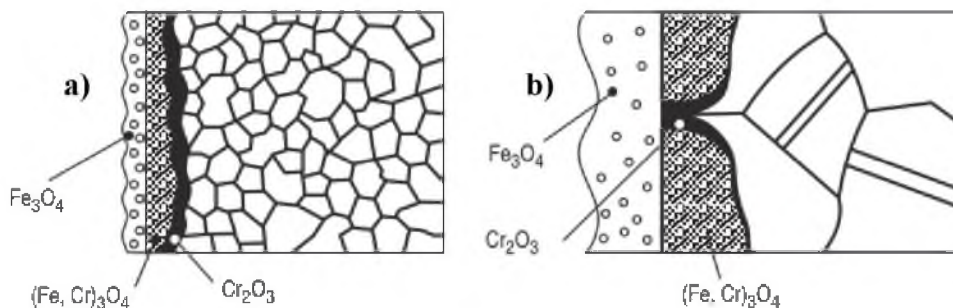 a)
Fe3O4
(Fe, Cr)3O4
Cr2O3
b)
Fe3O4
Cr2O3
(Fe, Cr)3O4